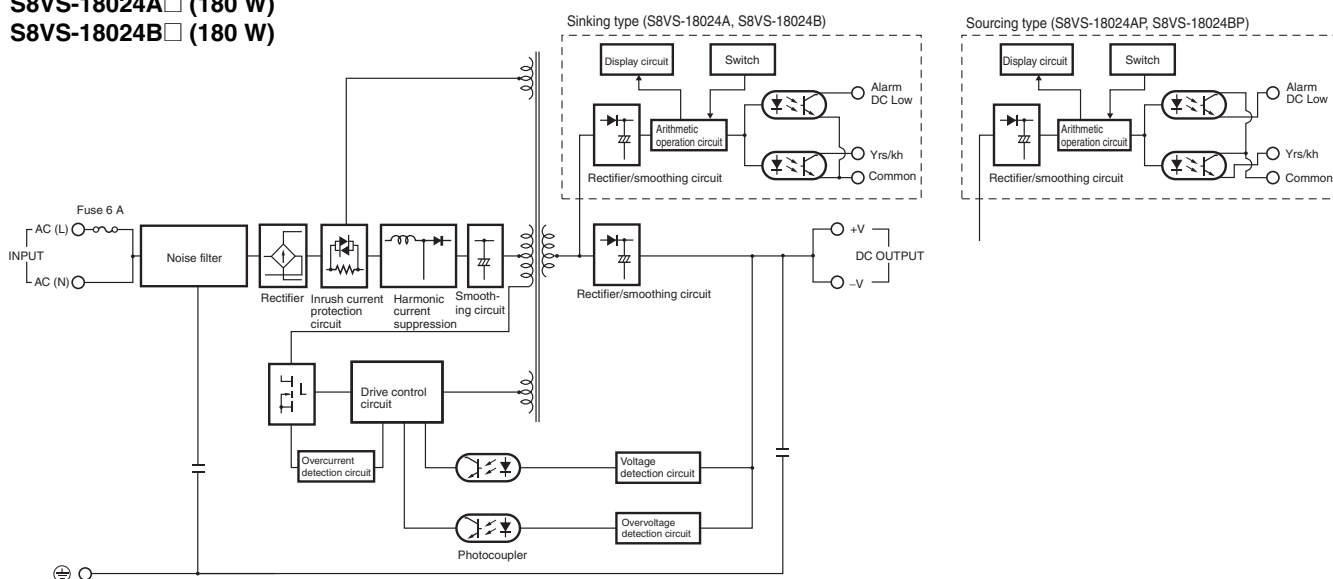 S8VS-18024A□ (180 W)
S8VS-18024B□ (180 W)
Sinking type (S8VS-18024A, S8VS-18024B)
Display circuit
Switch
Alarm
DC Low
Arithmetic
operation circuit
Yrs/kh
Common
Rectifier/smoothing circuit
Sourcing type (S8VS-18024AP, S8VS-18024BP)
Display circuit
Switch
Alarm
DC Low
Arithmetic
operation circuit
Yrs/kh
Common
Rectifier/smoothing circuit
Fuse 6 A
AC (L)
INPUT
AC (N)
Noise filter
Rectifier
Inrush current
protection
circuit
Harmonic
current
suppression
Smooth-
ing circuit
Rectifier/smoothing circuit
+V
DC OUTPUT
–V
Drive control
circuit
Overcurrent
detection circuit
Voltage
detection circuit
Overvoltage
detection circuit
Photocoupler